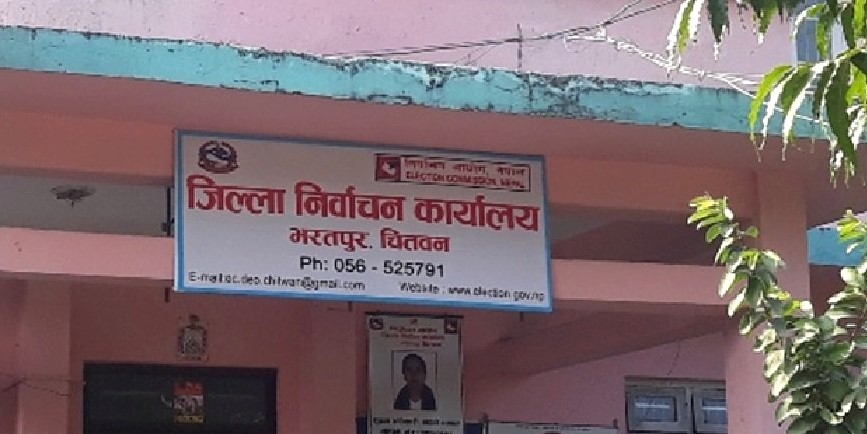 निर्वाचन आयोग, नेपाल
ELECTION COMMISSION, NEPAL
जिल्ला निर्वाचन कार्यालय
भरतपुर, चितवन
Ph: 056 - 525791
E-mail:ec.deo.chitwan@gmail.com Website : www.election.gov.np